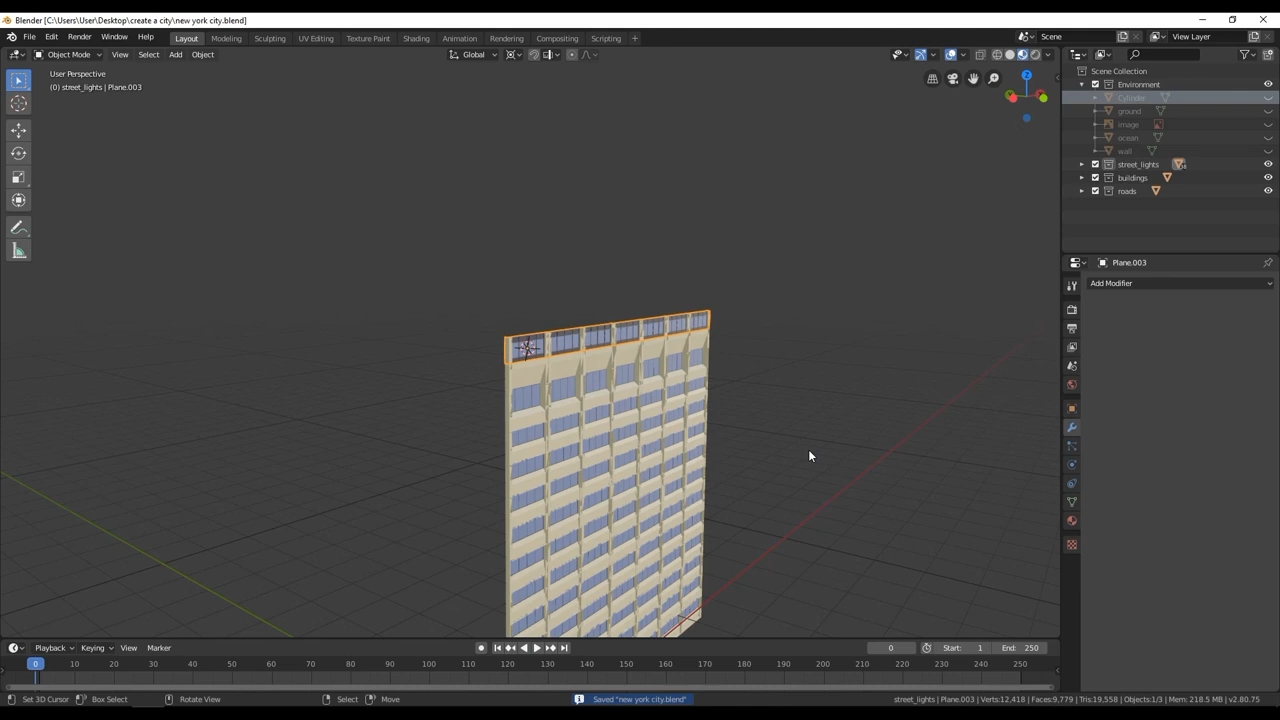 Blender [C:\Users\User\Desktop\create a city\new york city.blend]
File Edit Render Window Help Layout Modeling Sculpting UV Editing Texture Paint Shading Animation Rendering Compositing Scripting + Scene View Layer
Object Mode View Select Add Object Global
User Perspective
(0) street_lights | Plane.003
Scene Collection
Environment
Cylinder
ground
image
ocean
wall
street_lights
buildings
roads
Plane.003
Add Modifier
Playback Keying View Marker 0 Start: 1 End: 250
0 10 20 30 40 50 60 70 80 90 100 110 120 130 140 150 160 170 180 190 200 210 220 230 240 250
Set 3D Cursor Box Select Rotate View Select Move Saved "new york city.blend" street_lights | Plane.003 | Verts:12,418 | Faces:9,779 | Tris:19,558 | Objects:1/3 | Mem: 218.5 MB | v2.80.75